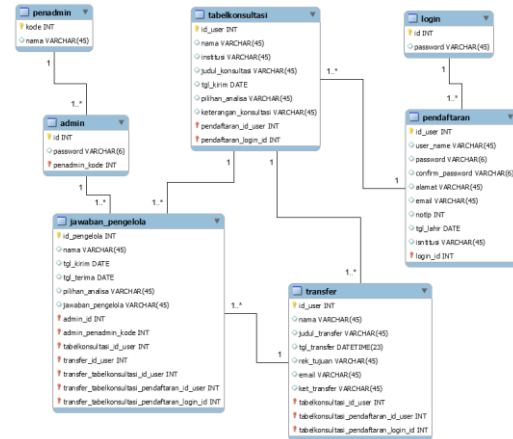 penadmin
kode INT
nama VARCHAR(45)
1
1..*
admin
id INT
password VARCHAR(6)
penadmin_kode INT
1
1..*
tabelkonsultasi
id_user INT
nama VARCHAR(45)
institusi VARCHAR(45)
judul_konsultasi VARCHAR(45)
tgl_kirim DATE
pilihan_analisa VARCHAR(45)
keterangan_konsultasi VARCHAR(45)
pendaftaran_id_user INT
pendaftaran_login_id INT
1..*
1
1
1..*
1
1..*
login
id INT
password VARCHAR(45)
1
1..*
pendaftaran
id_user INT
user_name VARCHAR(45)
password VARCHAR(6)
confirm_password VARCHAR(6)
alamat VARCHAR(45)
email VARCHAR(45)
notlp INT
tgl_lahir DATE
isntitus VARCHAR(45)
login_id INT
jawaban_pengelola
id_pengelola INT
nama VARCHAR(45)
tgl_kirim DATE
tgl_terima DATE
pilihan_analisa VARCHAR(45)
jawaban_pengelola VARCHAR(45)
admin_id INT
admin_penadmin_kode INT
tabelkonsultasi_id_user INT
transfer_id_user INT
transfer_tabelkonsultasi_id_user INT
transfer_tabelkonsultasi_pendaftaran_id_user INT
transfer_tabelkonsultasi_pendaftaran_login_id INT
1..*
1
transfer
id_user INT
nama VARCHAR(45)
judul_transfer VARCHAR(45)
tgl_transfer DATETIME(23)
rek_tujuan VARCHAR(45)
email VARCHAR(45)
ket_transfer VARCHAR(45)
tabelkonsultasi_id_user INT
tabelkonsultasi_pendaftaran_id_user INT
tabelkonsultasi_pendaftaran_login_id INT